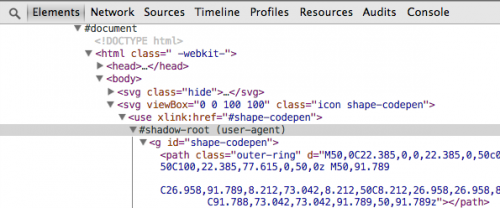 Elements Network Sources Timeline Profiles Resources Audits Console
▼#document
<!DOCTYPE html>
▼<html class=" -webkit-">
▶<head>…</head>
▼<body>
▶<svg class="hide">…</svg>
▼<svg viewBox="0 0 100 100" class="icon shape-codepen">
▼<use xlink:href="#shape-codepen">
▼#shadow-root (user-agent)
▼<g id="shape-codepen">
<path class="outer-ring" d="M50,0C22.385,0,0,22.385,0,50c0
50C100,22.385,77.615,0,50,0z M50,91.789
C26.958,91.789,8.212,73.042,8.212,50C8.212,26.958,26.958,8
C91.788,73.042,73.042,91.789,50,91.789z"></path>